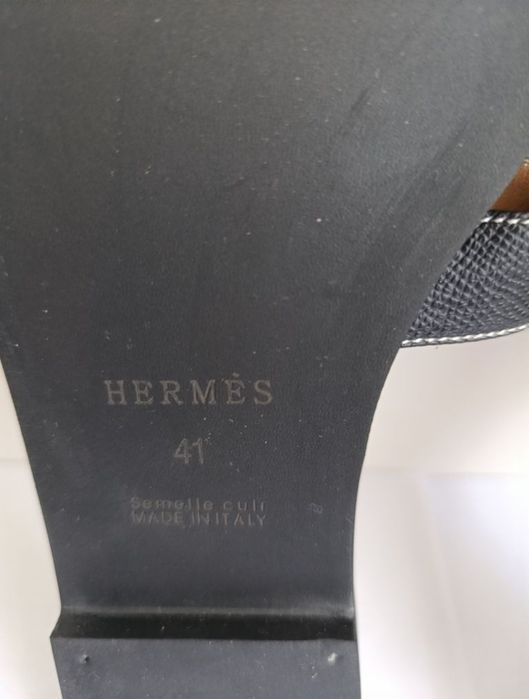 HERMÈS
41
Semelle cuir
MADE IN ITALY